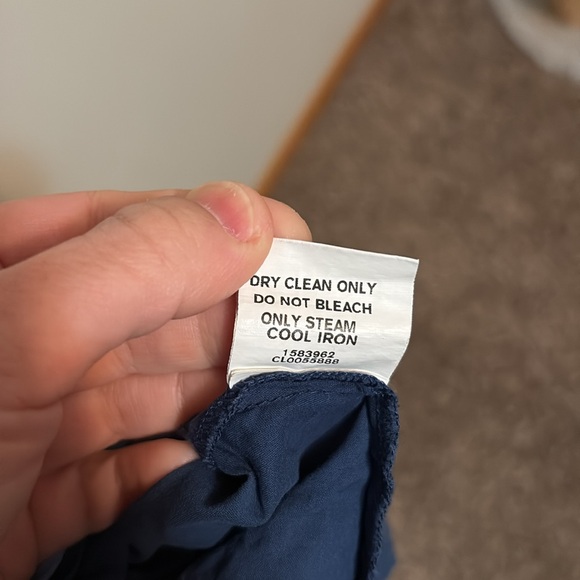 DRY CLEAN ONLY
DO NOT BLEACH
ONLY STEAM
COOL IRON
1583962
CL0055888